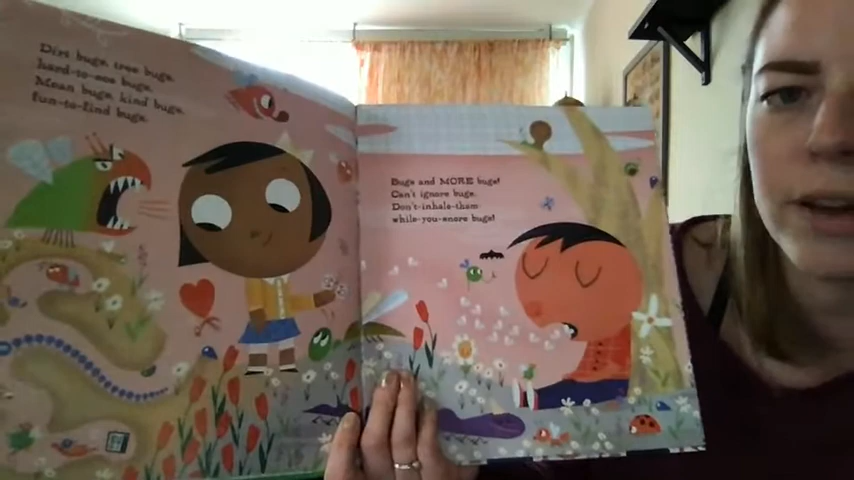 Dirt bugs, tree bugs,
hard-to-see bugs.
Mean bugs, kind bugs,
fun-to-find bugs.
Bugs and MORE bugs!
Can't ignore bugs.
Don't-inhale-them
while-you-snore bugs!